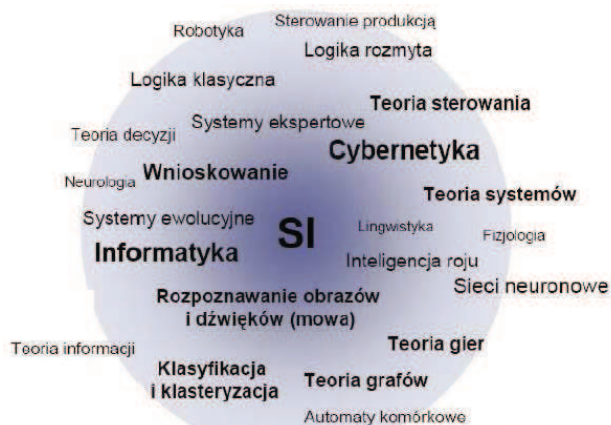 Sterowanie produkcją
Robotyka
Logika rozmyta
Logika klasyczna
Teoria sterowania
Systemy ekspertowe
Teoria decyzji
Cybernetyka
Wnioskowanie
Neurologia
Teoria systemów
Systemy ewolucyjne
SI
Lingwistyka
Fizjologia
Informatyka
Inteligencja roju
Sieci neuronowe
Rozpoznawanie obrazów
i dźwięków (mowa)
Teoria informacji
Teoria gier
Klasyfikacja
i klasteryzacja
Teoria grafów
Automaty komórkowe